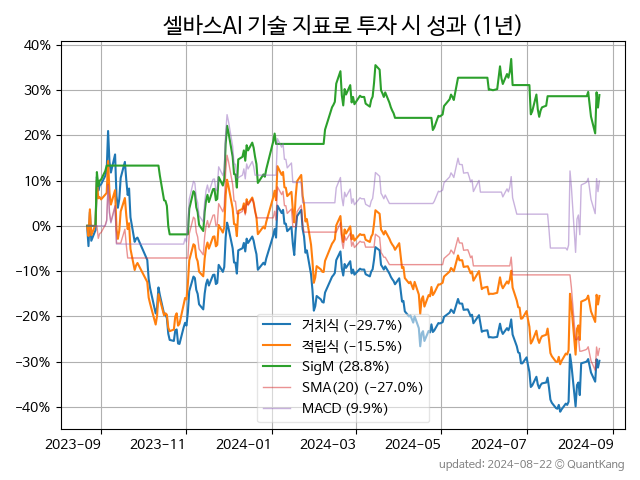 셀바스AI 기술 지표로 투자 시 성과 (1년)
40%
30%
20%
10%
0%
−10%
−20%
−30%
−40%
거치식 (−29.7%)
적립식 (−15.5%)
SigM (28.8%)
SMA(20) (−27.0%)
MACD (9.9%)
2023-09 2023-11 2024-01 2024-03 2024-05 2024-07 2024-09
updated: 2024-08-22 © QuantKang